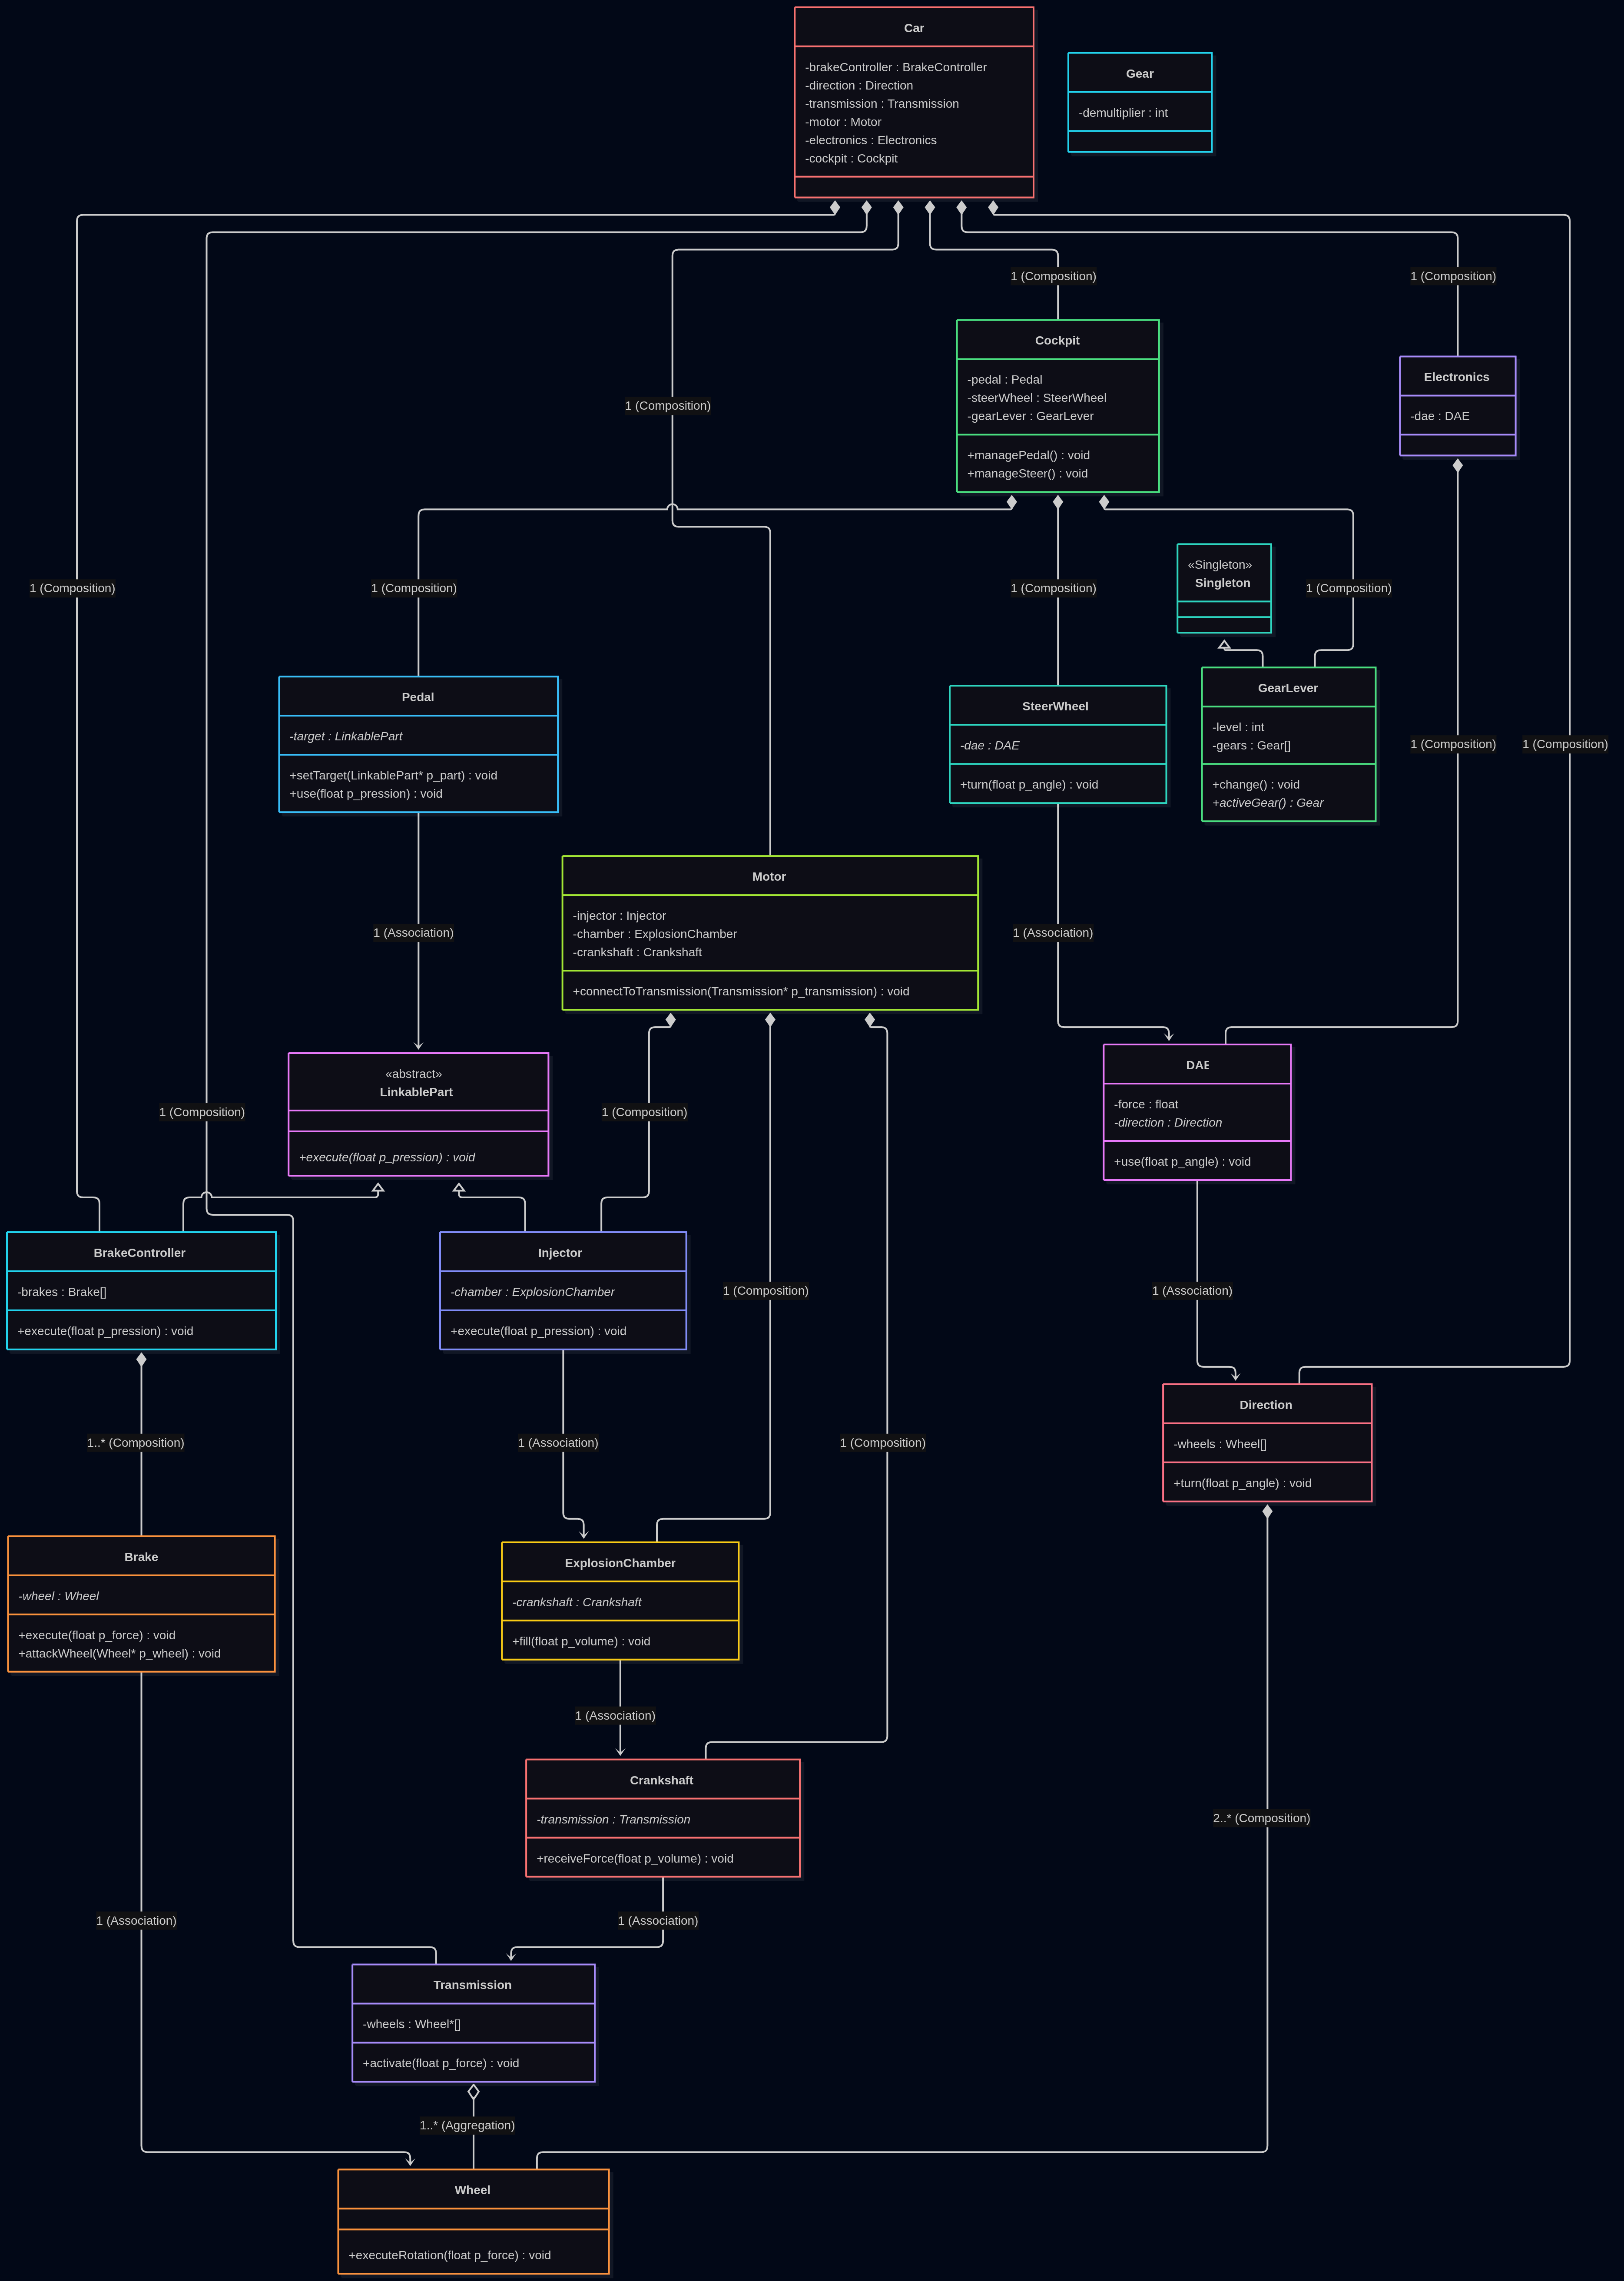 Car
-brakeController : BrakeController
-direction : Direction
-transmission : Transmission
-motor : Motor
-electronics : Electronics
-cockpit : Cockpit
Gear
-demultiplier : int
1 (Composition)
1 (Composition)
Cockpit
-pedal : Pedal
-steerWheel : SteerWheel
-gearLever : GearLever
+managePedal() : void
+manageSteer() : void
Electronics
-dae : DAE
1 (Composition)
1 (Composition)
1 (Composition)
1 (Composition)
«Singleton»
Singleton
1 (Composition)
Pedal
-target : LinkablePart
+setTarget(LinkablePart* p_part) : void
+use(float p_pression) : void
SteerWheel
-dae : DAE
+turn(float p_angle) : void
GearLever
-level : int
-gears : Gear[]
+change() : void
+activeGear() : Gear
1 (Composition)
1 (Composition)
Motor
-injector : Injector
-chamber : ExplosionChamber
-crankshaft : Crankshaft
+connectToTransmission(Transmission* p_transmission) : void
1 (Association)
1 (Association)
«abstract»
LinkablePart
+execute(float p_pression) : void
1 (Composition)
1 (Composition)
DAE
-force : float
-direction : Direction
+use(float p_angle) : void
BrakeController
-brakes : Brake[]
+execute(float p_pression) : void
Injector
-chamber : ExplosionChamber
+execute(float p_pression) : void
1 (Composition)
1 (Association)
Direction
-wheels : Wheel[]
+turn(float p_angle) : void
1..* (Composition)
1 (Association)
1 (Composition)
Brake
-wheel : Wheel
+execute(float p_force) : void
+attackWheel(Wheel* p_wheel) : void
ExplosionChamber
-crankshaft : Crankshaft
+fill(float p_volume) : void
1 (Association)
Crankshaft
-transmission : Transmission
+receiveForce(float p_volume) : void
2..* (Composition)
1 (Association)
1 (Association)
Transmission
-wheels : Wheel*[]
+activate(float p_force) : void
1..* (Aggregation)
Wheel
+executeRotation(float p_force) : void